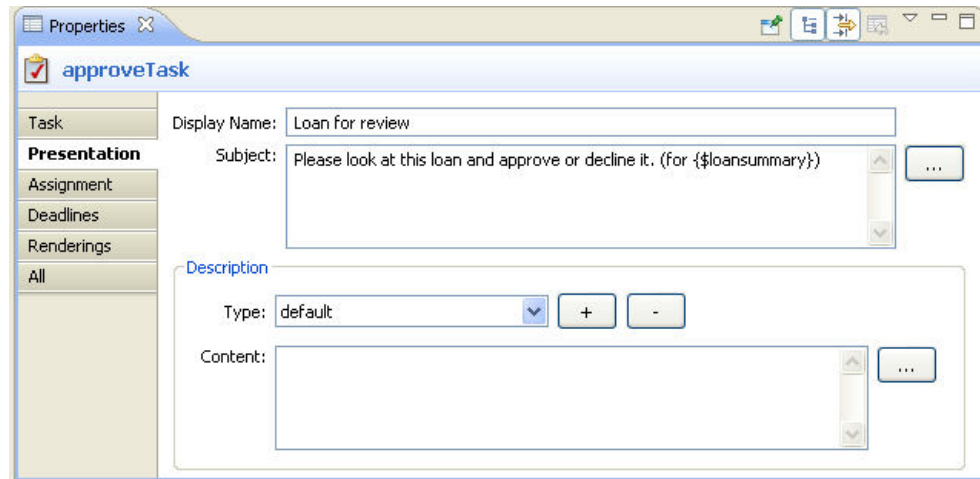 Properties
approveTask
Task
Presentation
Assignment
Deadlines
Renderings
All
Display Name: Loan for review
Subject: Please look at this loan and approve or decline it. (for {$loansummary})
...
Description
Type: default + -
Content:
...